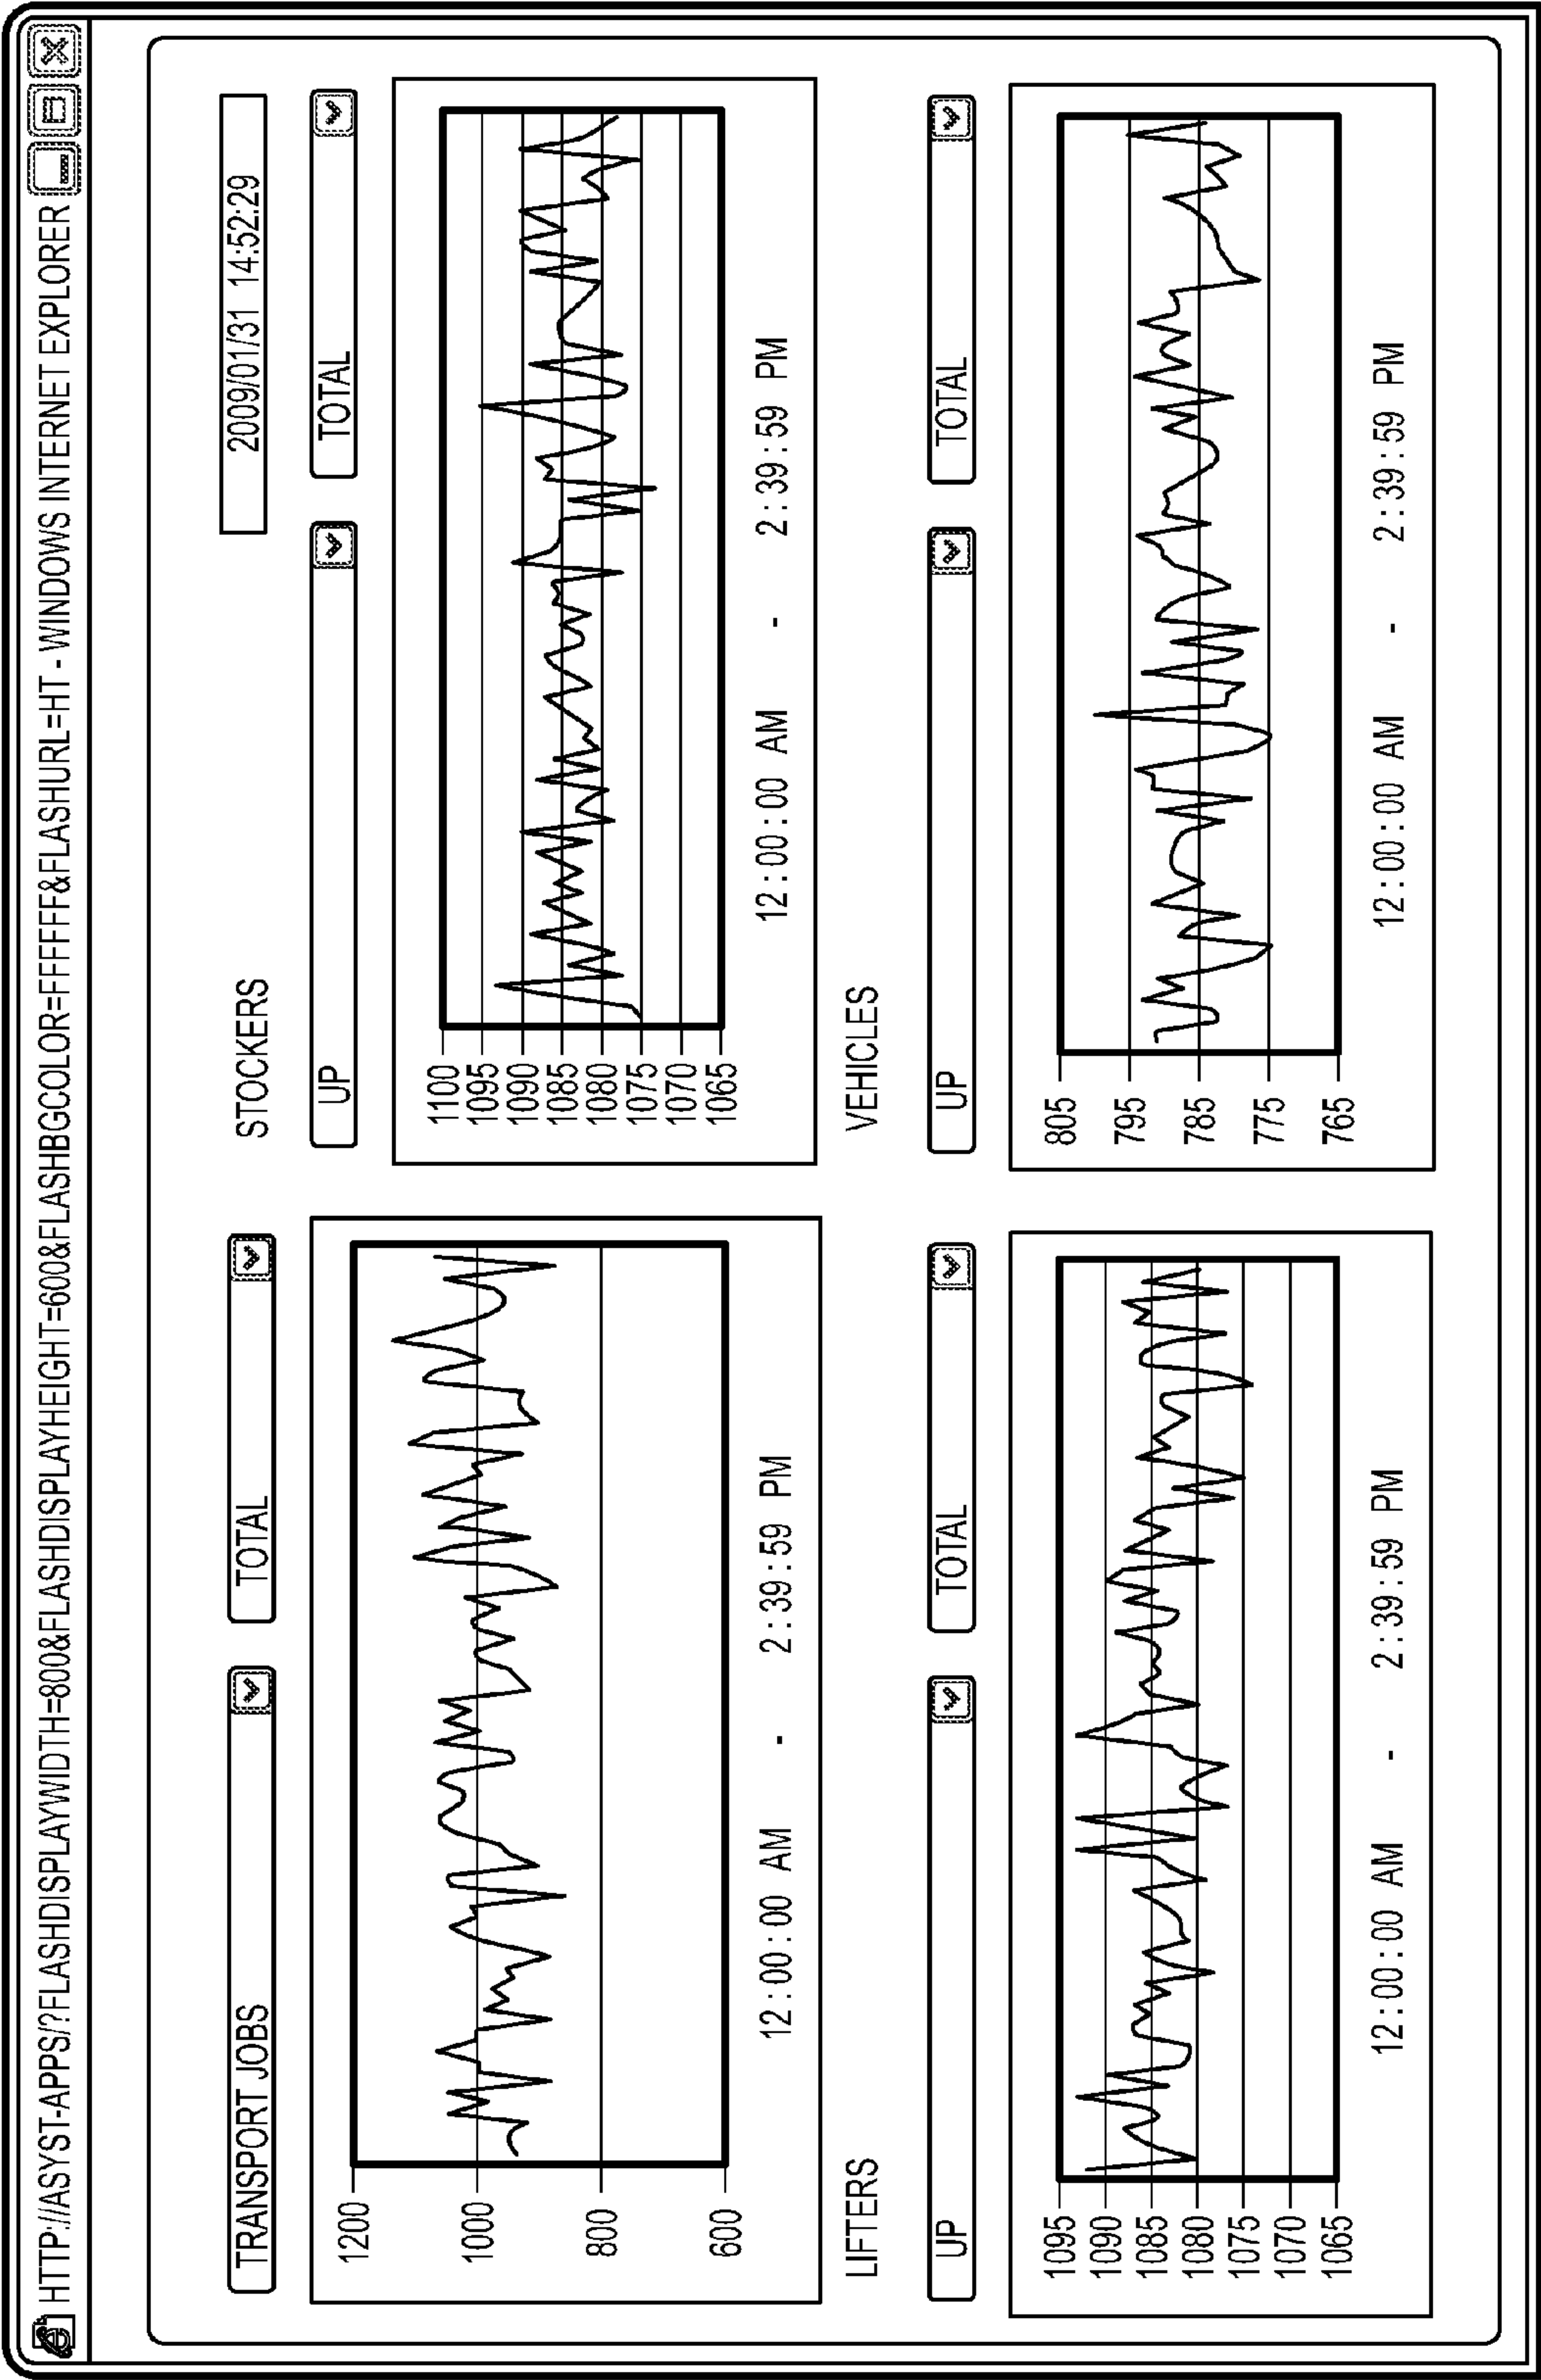 HTTP://ASYST-APPS/?FLASHDISPLAYWIDTH=800&FLASHDISPLAYHEIGHT=600&FLASHBGCOLOR=FFFFFF&FLASHURL=HT - WINDOWS INTERNET EXPLORER
2009/01/31 14:52:29
TRANSPORT JOBS
TOTAL
1200
1000
800
600
12:00:00 AM - 2:39:59 PM
STOCKERS
UP
TOTAL
1100
1095
1090
1085
1080
1075
1070
1065
12:00:00 AM - 2:39:59 PM
LIFTERS
UP
TOTAL
1095
1090
1085
1080
1075
1070
1065
12:00:00 AM - 2:39:59 PM
VEHICLES
UP
TOTAL
805
795
785
775
765
12:00:00 AM - 2:39:59 PM